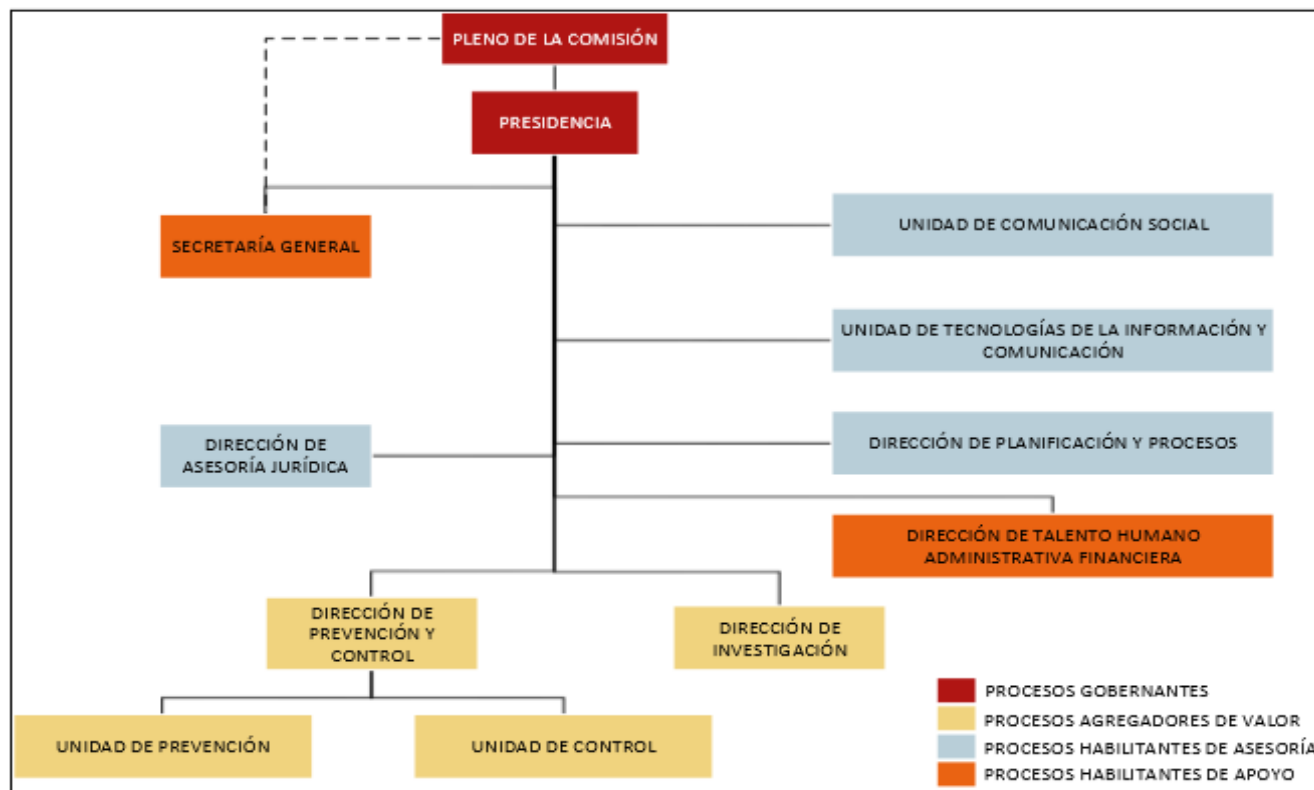 PLENO DE LA COMISIÓN
PRESIDENCIA
SECRETARÍA GENERAL
UNIDAD DE COMUNICACIÓN SOCIAL
UNIDAD DE TECNOLOGÍAS DE LA INFORMACIÓN Y
COMUNICACIÓN
DIRECCIÓN DE
ASESORÍA JURÍDICA
DIRECCIÓN DE PLANIFICACIÓN Y PROCESOS
DIRECCIÓN DE TALENTO HUMANO
ADMINISTRATIVA FINANCIERA
DIRECCIÓN DE
PREVENCIÓN Y
CONTROL
DIRECCIÓN DE
INVESTIGACIÓN
UNIDAD DE PREVENCIÓN
UNIDAD DE CONTROL
PROCESOS GOBERNANTES
PROCESOS AGREGADORES DE VALOR
PROCESOS HABILITANTES DE ASESORÍA
PROCESOS HABILITANTES DE APOYO